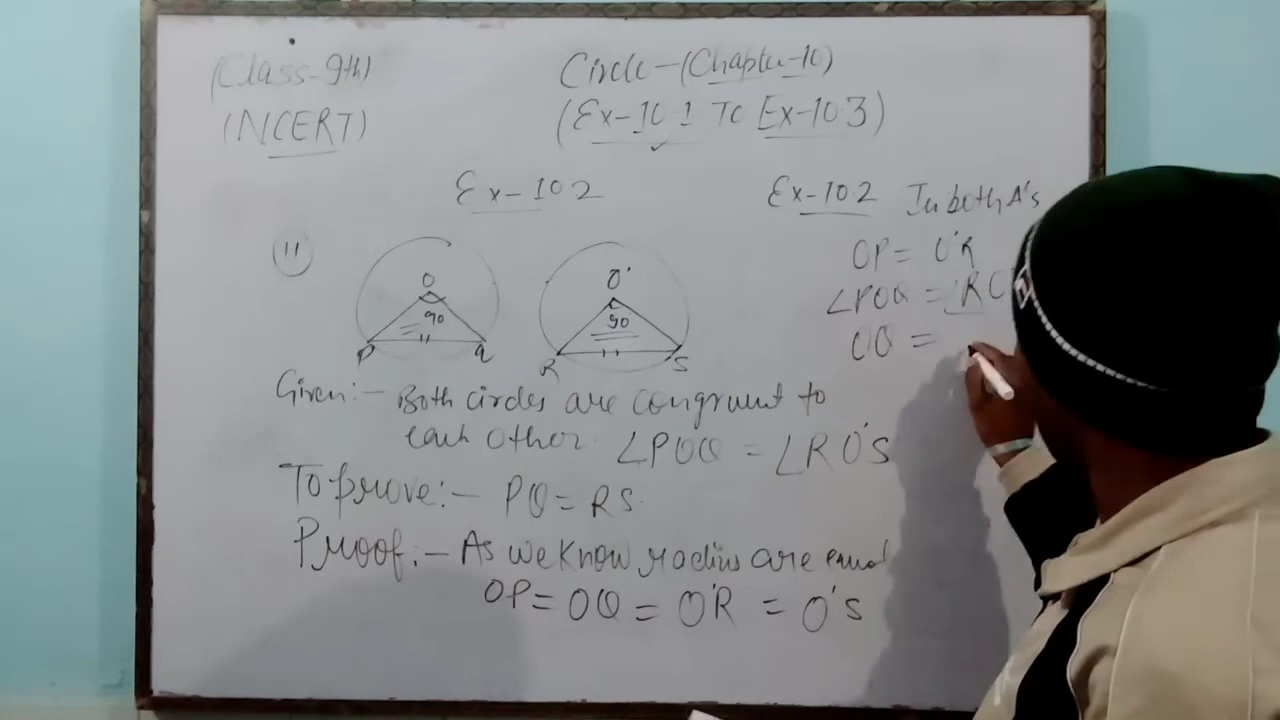 (Class-9th)
(NCERT)
Circle-(Chapter-10)
(Ex-10.1 TO Ex-10.3)
Ex-10.2
11
O
90
P
Q
O'
90
R
S
Given:- Both circles are congruent to
each other. ∠POQ = ∠RO'S
To prove:- PQ = RS.
Proof:- As we know radius are equal
OP = OQ = O'R = O'S
Ex-10.2 In both Δ's
OP = O'R
∠POQ =
OQ =